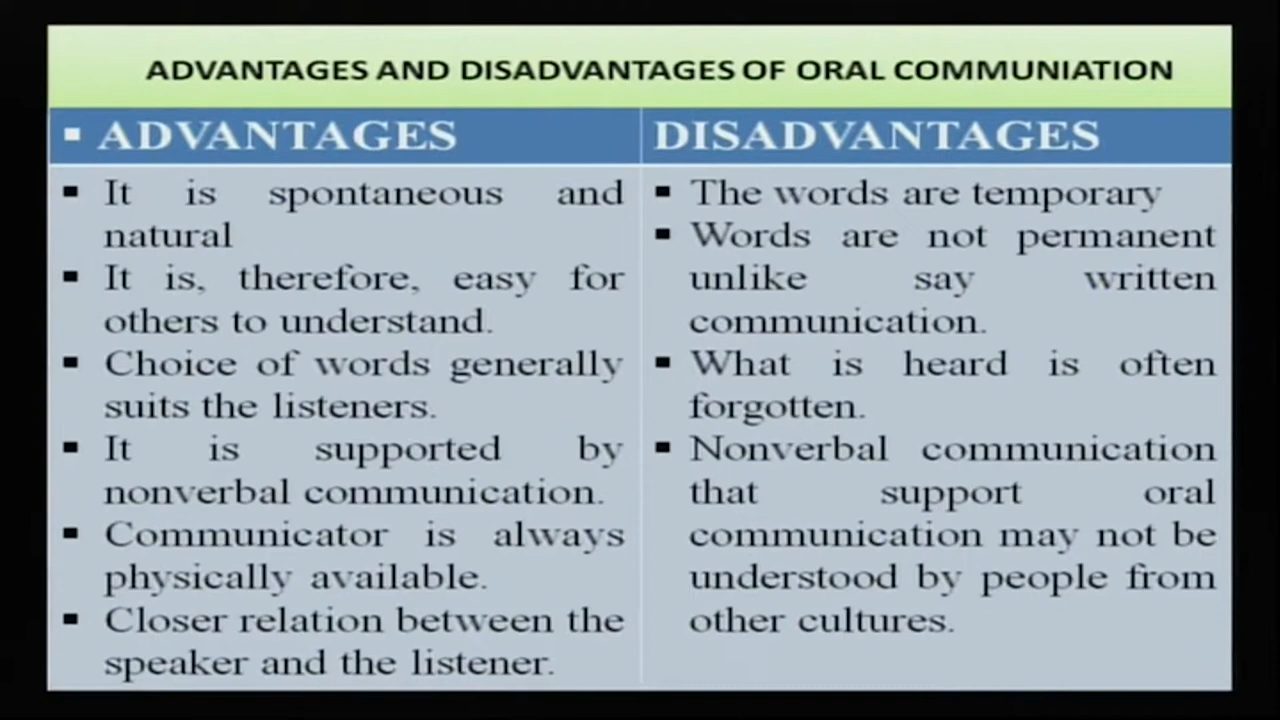 ADVANTAGES AND DISADVANTAGES OF ORAL COMMUNIATION
▪ ADVANTAGES
▪ It is spontaneous and
natural
▪ It is, therefore, easy for
others to understand.
▪ Choice of words generally
suits the listeners.
▪ It is supported by
nonverbal communication.
▪ Communicator is always
physically available.
▪ Closer relation between the
speaker and the listener.
DISADVANTAGES
▪ The words are temporary
▪ Words are not permanent
unlike say written
communication.
▪ What is heard is often
forgotten.
▪ Nonverbal communication
that support oral
communication may not be
understood by people from
other cultures.